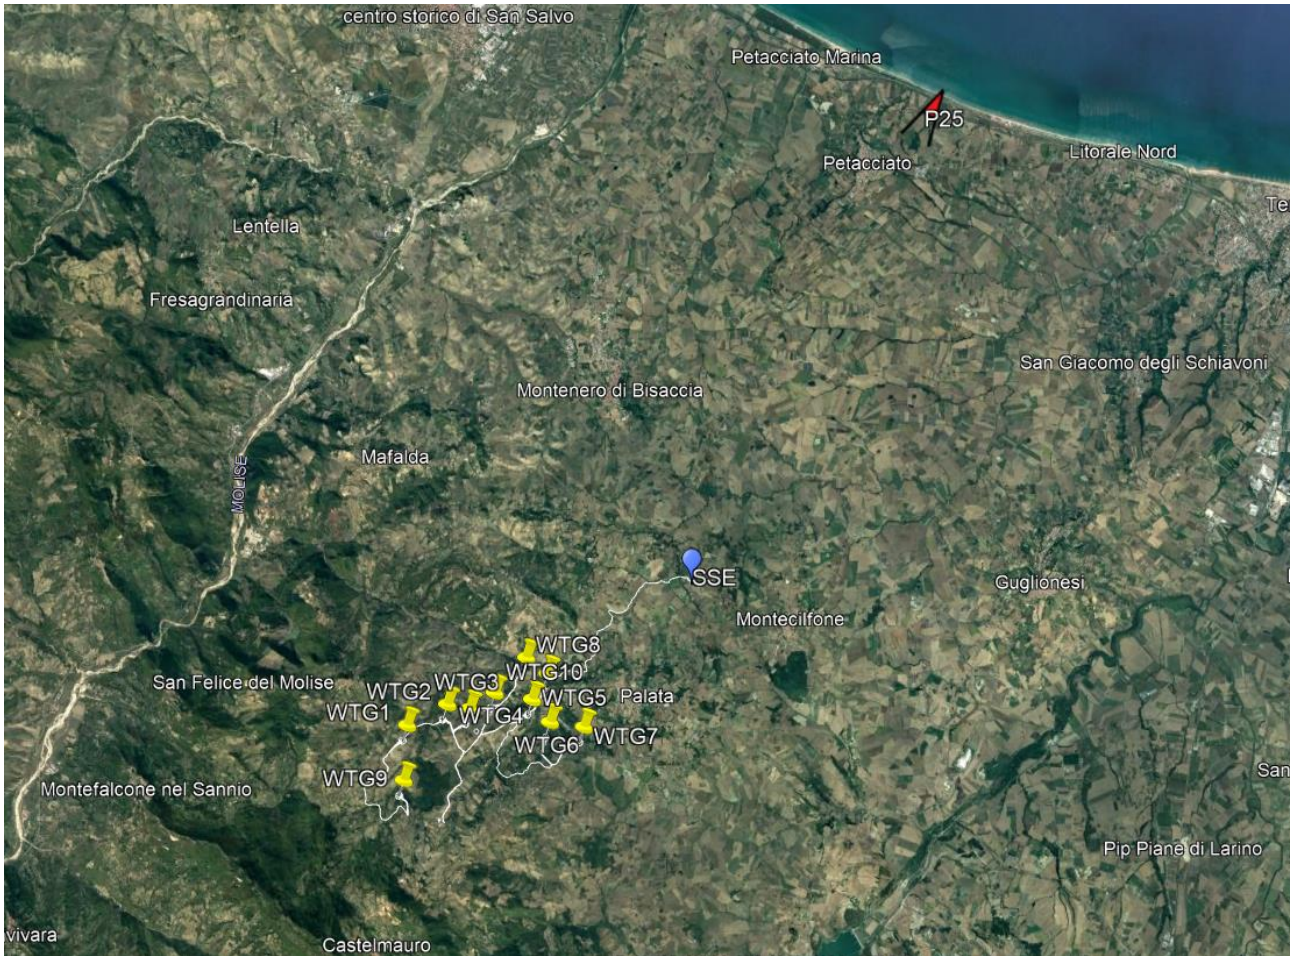 centro storico di San Salvo
Petacciato Marina
P25
Litorale Nord
Petacciato
Te
Lentella
Fresagrandinaria
San Giacomo degli Schiavoni
Montenero di Bisaccia
Mafalda
MOLISE
SSE
Guglionesi
Montecilfone
WTG8
WTG10
WTG3
San Felice del Molise
WTG2
WTG5
Palata
WTG1
WTG4
WTG6
WTG7
San
WTG9
Montefalcone nel Sannio
Pip Piane di Larino
vivara
Castelmauro